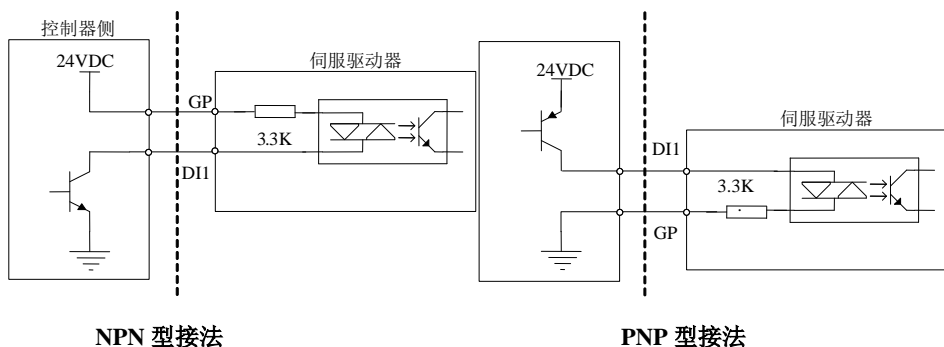 控制器侧
24VDC
伺服驱动器
GP
3.3K
DI1
NPN 型接法
24VDC
伺服驱动器
DI1
3.3K
GP
PNP 型接法